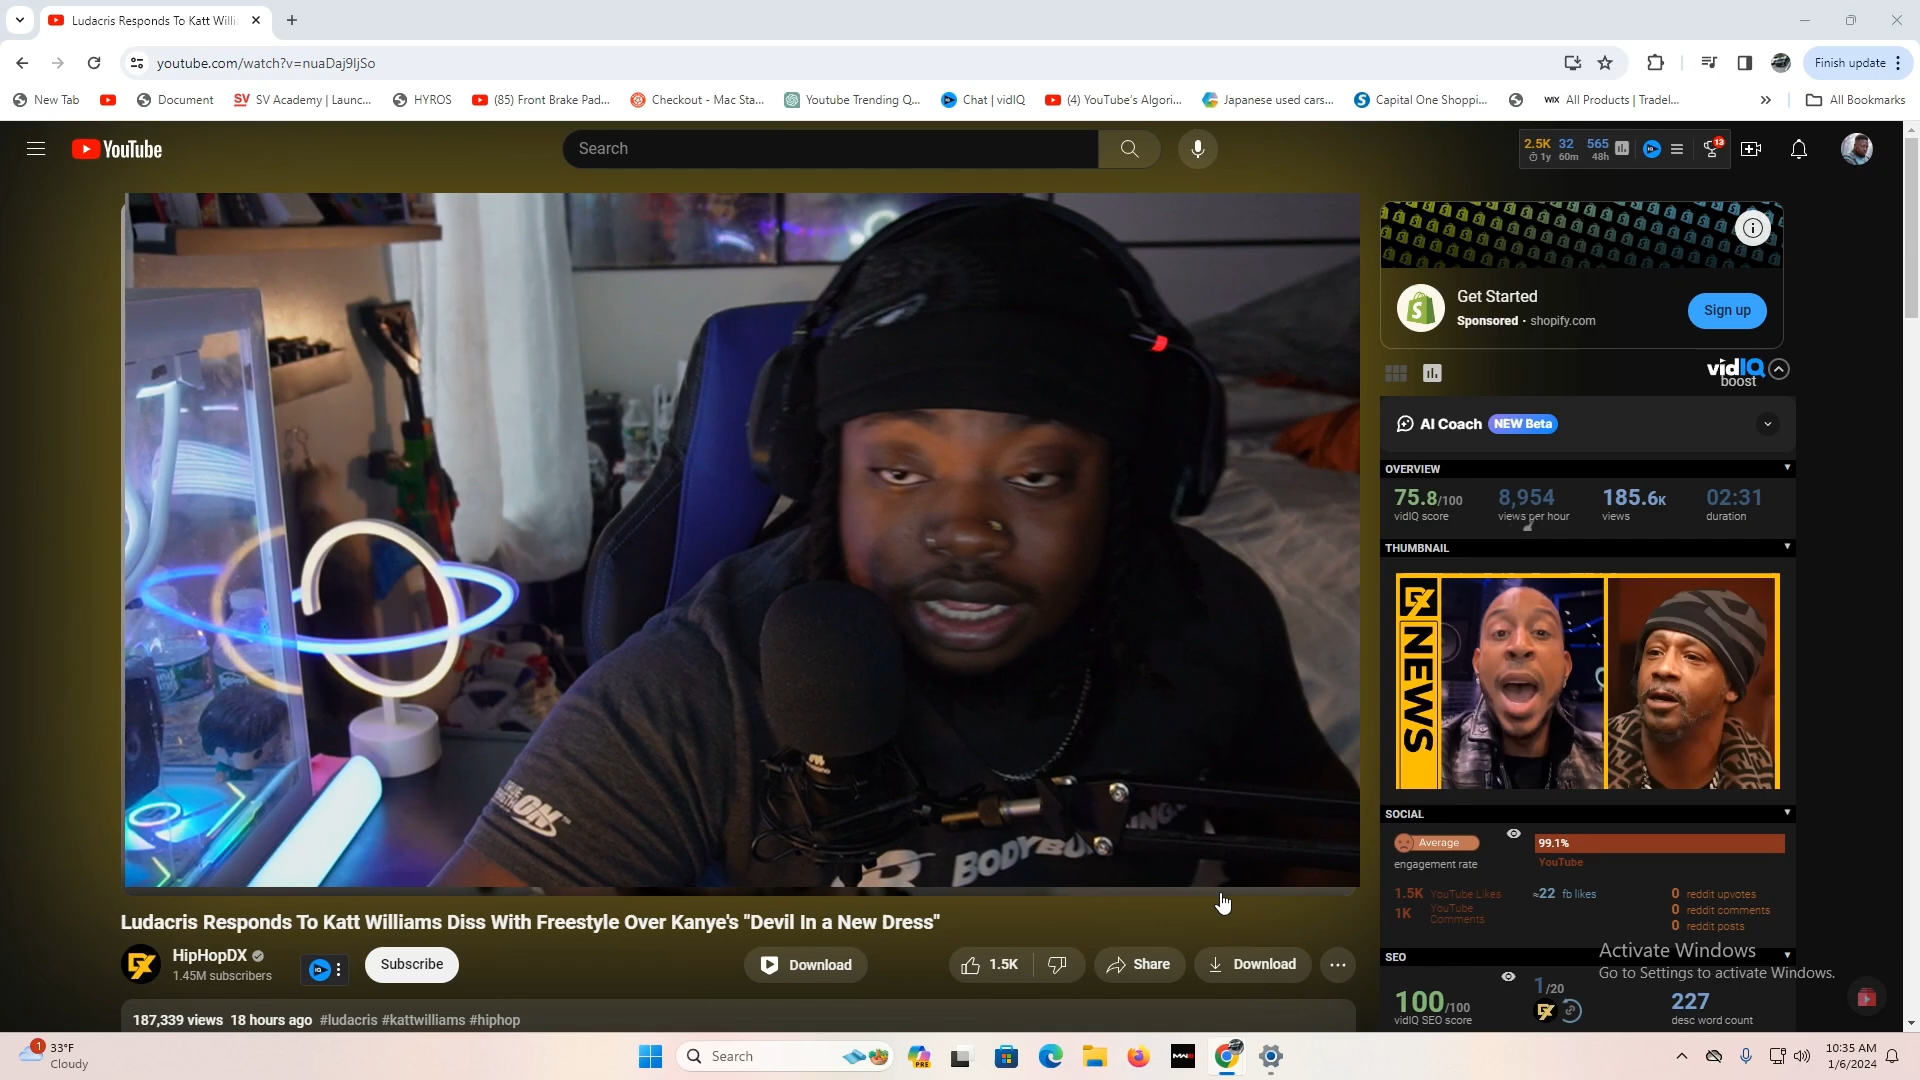 Ludacris Responds To Katt Willi
youtube.com/watch?v=nuaDaj9ljSo
Finish update
New Tab
Document
SV SV Academy | Launc...
HYROS
(85) Front Brake Pad...
Checkout - Mac Sta...
Youtube Trending Q...
Chat | vidIQ
(4) YouTube's Algori...
Japanese used cars...
Capital One Shoppi...
WIX All Products | Tradel...
All Bookmarks
YouTube
Search
2.5K 32 565
1y 60m 48h
13
Get Started
Sponsored · shopify.com
Sign up
vidIQ
boost
AI Coach NEW Beta
OVERVIEW
75.8/100 8,954 185.6K 02:31
vidIQ score views per hour views duration
THUMBNAIL
NEWS
SOCIAL
Average 99.1%
engagement rate YouTube
1.5K YouTube Likes ≈22 fb likes 0 reddit upvotes
1K YouTube Comments 0 reddit comments
0 reddit posts
SEO
Activate Windows
Go to Settings to activate Windows.
100/100 1/20 227
vidIQ SEO score desc word count
ON
BODYBU
ING
Ludacris Responds To Katt Williams Diss With Freestyle Over Kanye's "Devil In a New Dress"
HipHopDX
1.45M subscribers
Subscribe
Download
1.5K
Share
Download
187,339 views 18 hours ago #ludacris #kattwilliams #hiphop
1
33°F
Cloudy
Search
PRE
10:35 AM
1/6/2024